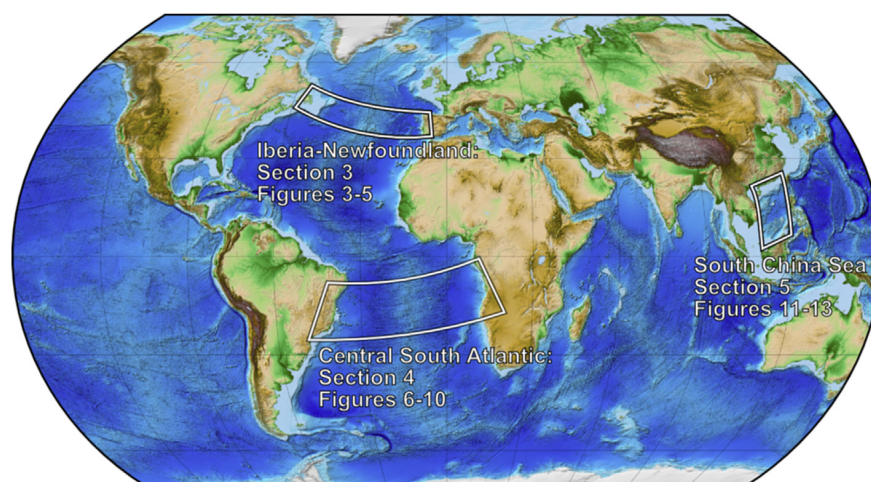 Iberia-Newfoundland:
Section 3
Figures 3-5
South China Sea
Section 5
Figures 11-13
Central South Atlantic:
Section 4
Figures 6-10